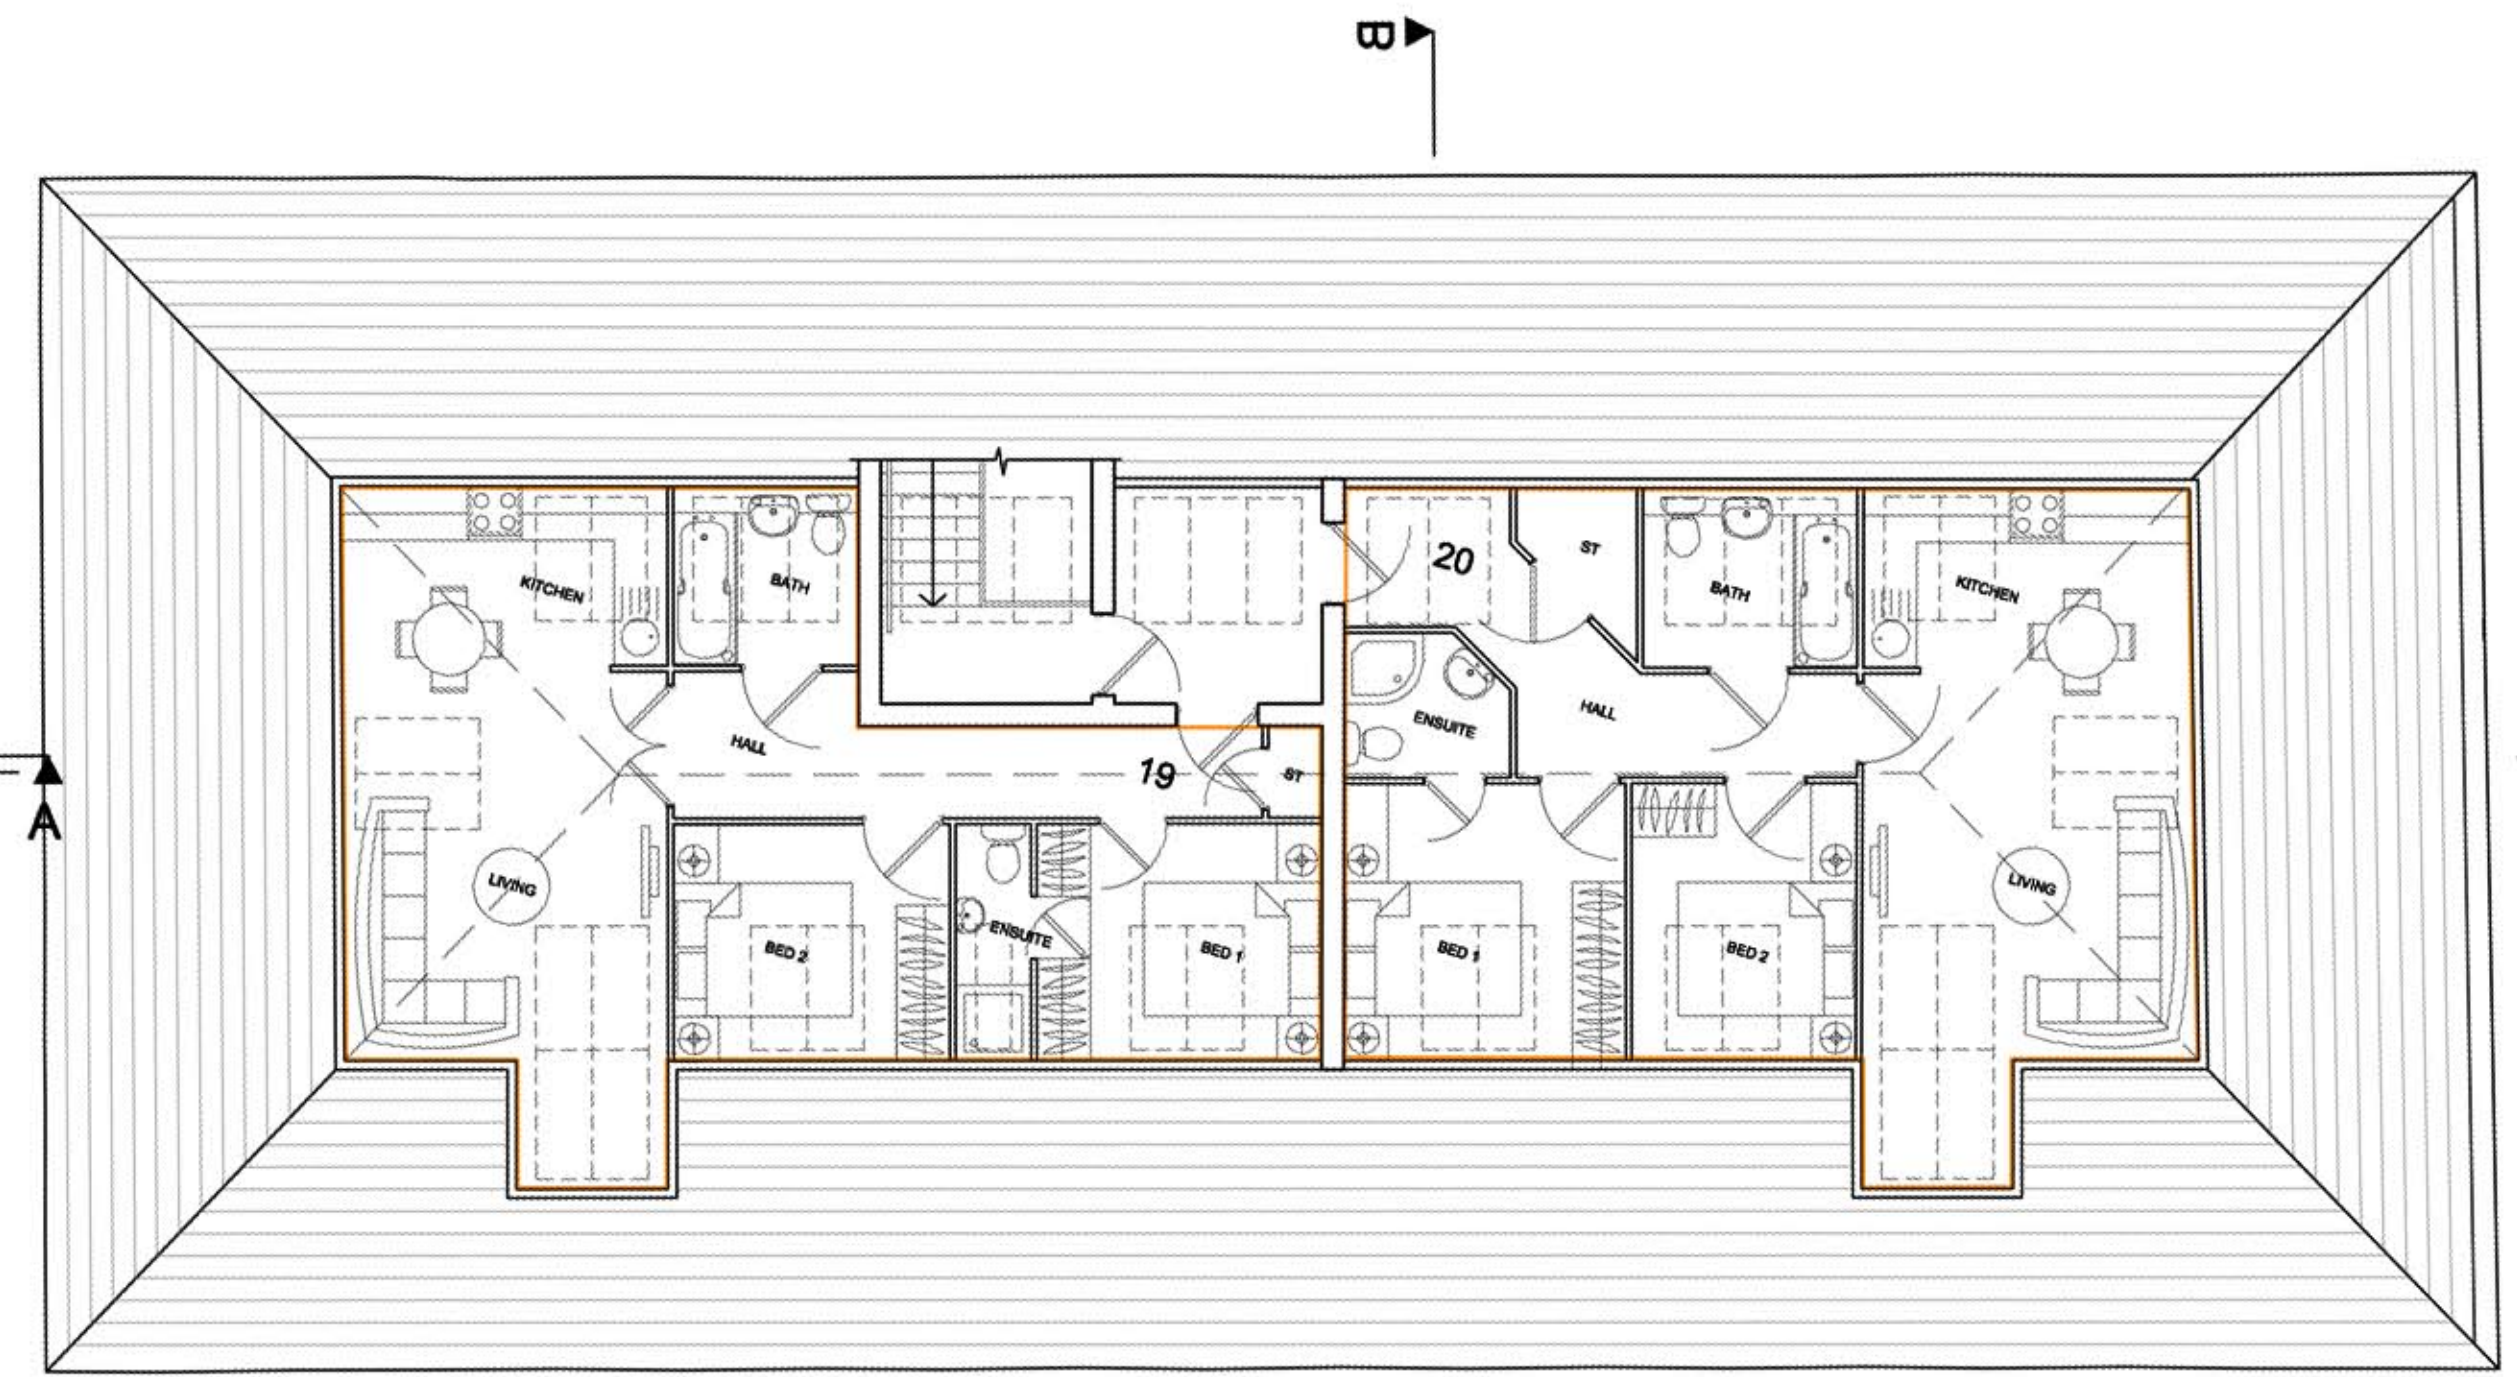 B
20
ST
KITCHEN
BATH
BATH
KITCHEN
HALL
ENSUITE
HALL
19
ST
A
LIVING
BED 2
ENSUITE
BED 1
BED 1
BED 2
LIVING